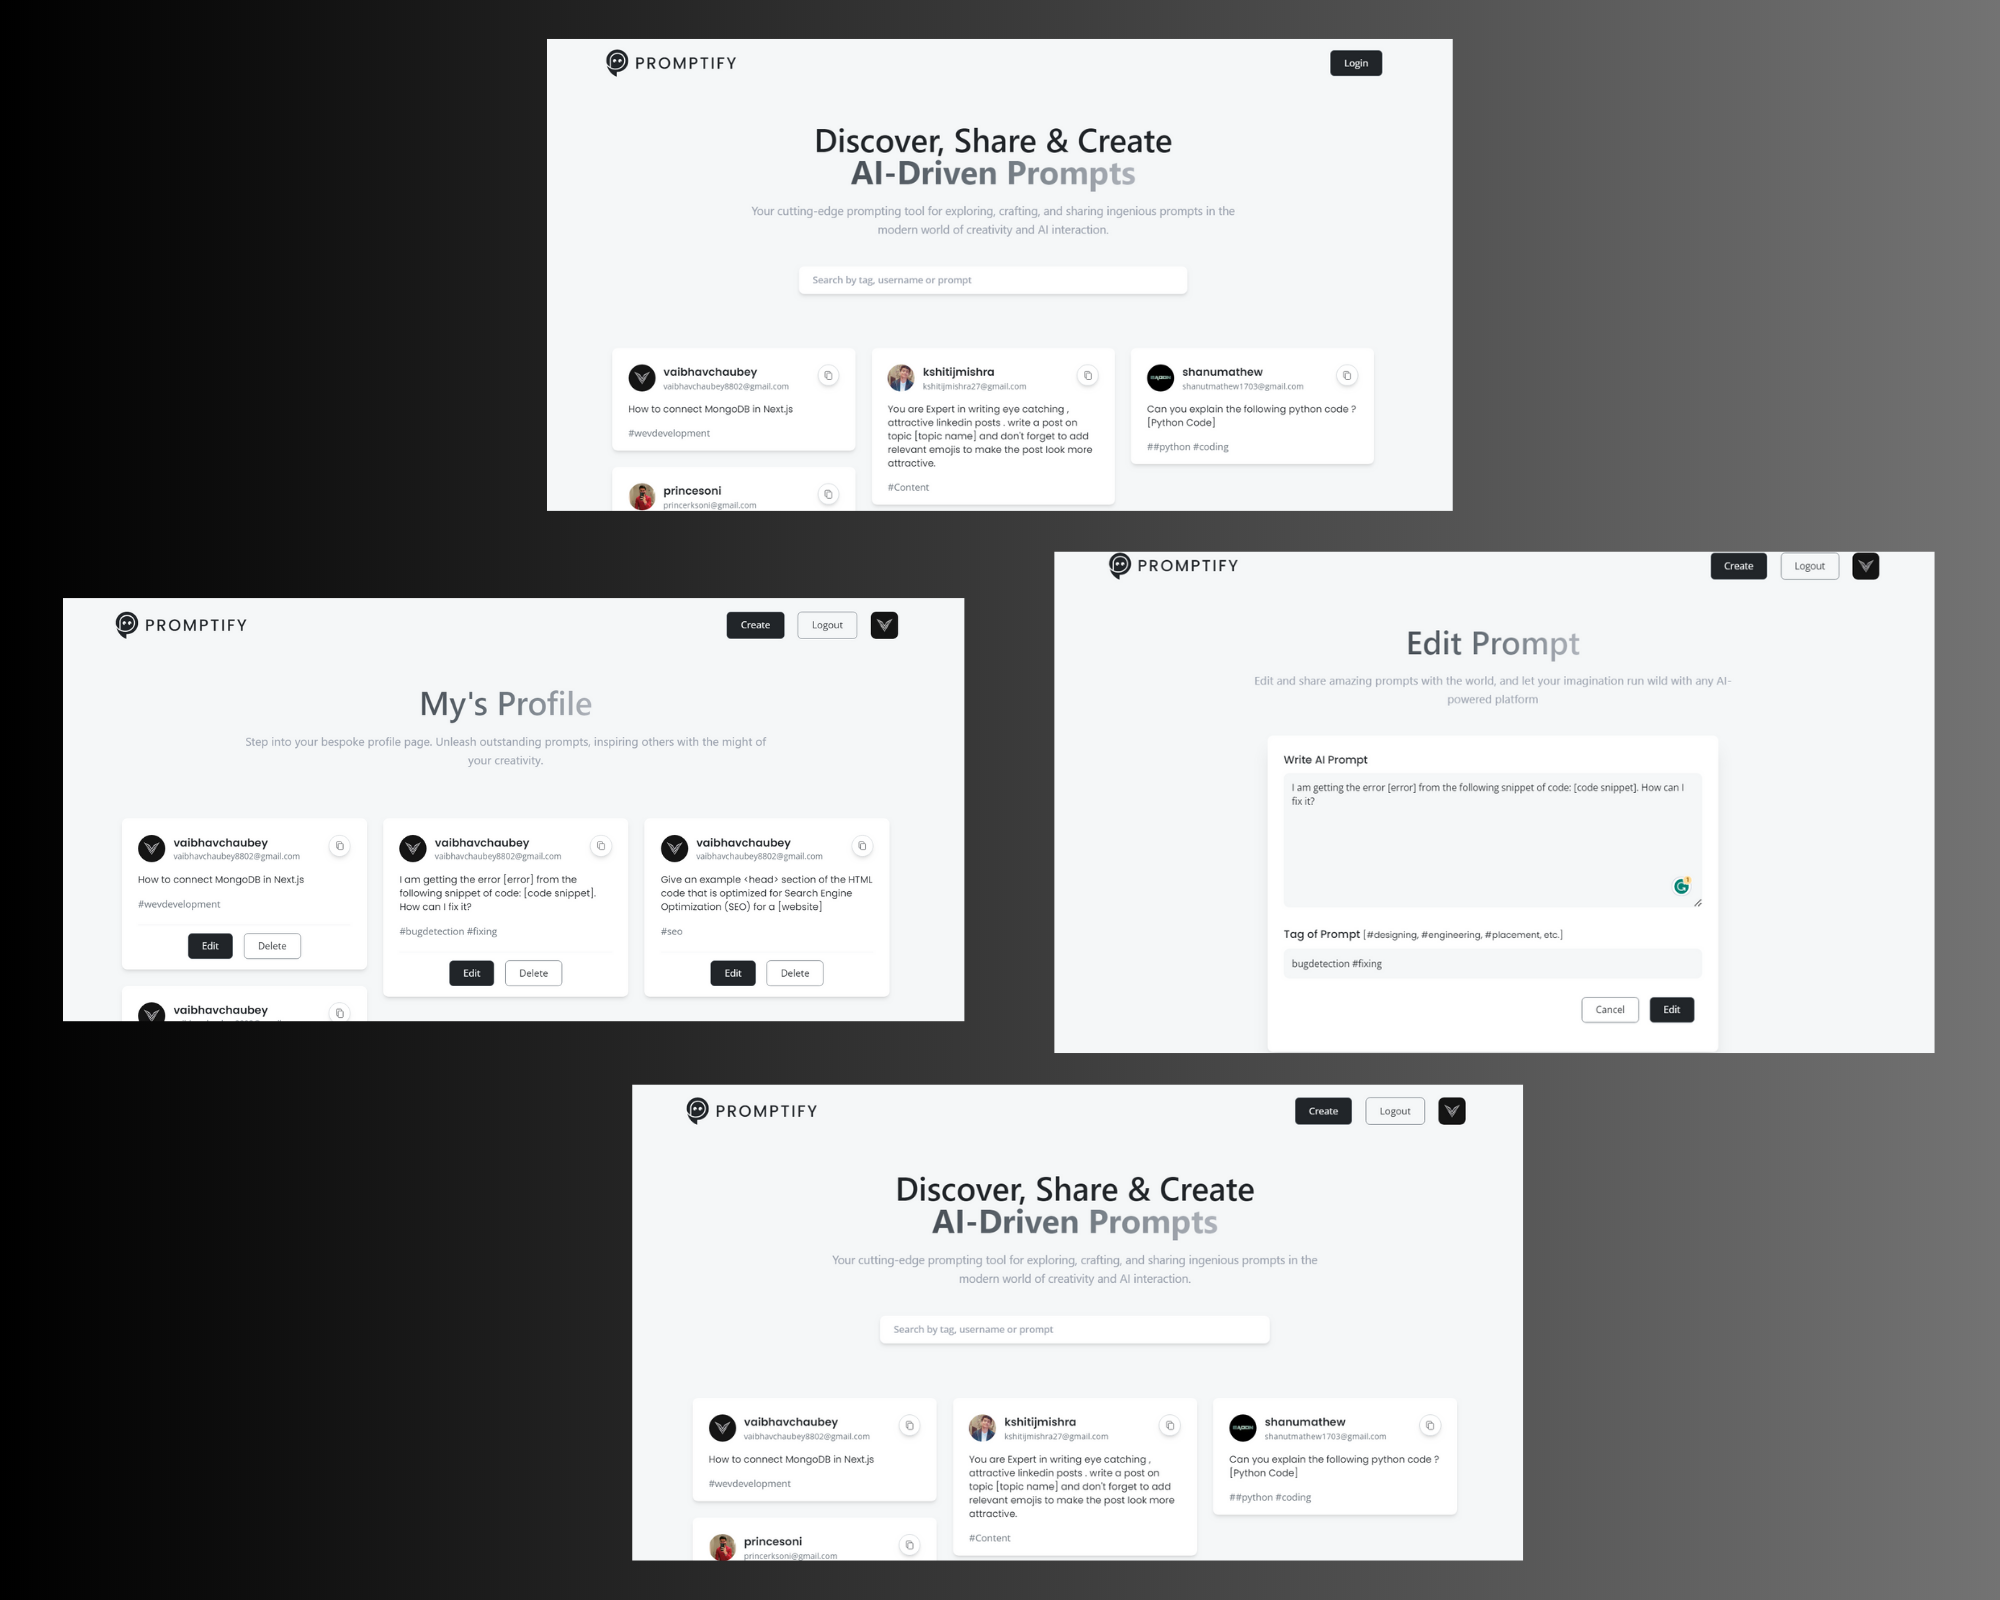 PROMPTIFY
Login
Discover, Share & Create
AI-Driven Prompts
Your cutting-edge prompting tool for exploring, crafting, and sharing ingenious prompts in the
modern world of creativity and AI interaction.
Search by tag, username or prompt
vaibhavchaubey
vaibhavchaubey8802@gmail.com
How to connect MongoDB in Next.js
#wevdevelopment
kshitijmishra
kshitijmishra27@gmail.com
You are Expert in writing eye catching ,
attractive linkedin posts . write a post on
topic [topic name] and don't forget to add
relevant emojis to make the post look more
attractive.
#Content
shanumathew
shanutmathew1703@gmail.com
Can you explain the following python code ?
[Python Code]
##python #coding
princesoni
princerksoni@gmail.com
PROMPTIFY
Create
Logout
My's Profile
Step into your bespoke profile page. Unleash outstanding prompts, inspiring others with the might of
your creativity.
vaibhavchaubey
vaibhavchaubey8802@gmail.com
How to connect MongoDB in Next.js
#wevdevelopment
Edit
Delete
vaibhavchaubey
vaibhavchaubey8802@gmail.com
I am getting the error [error] from the
following snippet of code: [code snippet].
How can I fix it?
#bugdetection #fixing
Edit
Delete
vaibhavchaubey
vaibhavchaubey8802@gmail.com
Give an example <head> section of the HTML
code that is optimized for Search Engine
Optimization (SEO) for a [website]
#seo
Edit
Delete
vaibhavchaubey
PROMPTIFY
Create
Logout
Edit Prompt
Edit and share amazing prompts with the world, and let your imagination run wild with any AI-
powered platform
Write AI Prompt
I am getting the error [error] from the following snippet of code: [code snippet]. How can I
fix it?
1
Tag of Prompt [#designing, #engineering, #placement, etc.]
bugdetection #fixing
Cancel
Edit
PROMPTIFY
Create
Logout
Discover, Share & Create
AI-Driven Prompts
Your cutting-edge prompting tool for exploring, crafting, and sharing ingenious prompts in the
modern world of creativity and AI interaction.
Search by tag, username or prompt
vaibhavchaubey
vaibhavchaubey8802@gmail.com
How to connect MongoDB in Next.js
#wevdevelopment
kshitijmishra
kshitijmishra27@gmail.com
You are Expert in writing eye catching ,
attractive linkedin posts . write a post on
topic [topic name] and don't forget to add
relevant emojis to make the post look more
attractive.
#Content
shanumathew
shanutmathew1703@gmail.com
Can you explain the following python code ?
[Python Code]
##python #coding
princesoni
princerksoni@gmail.com